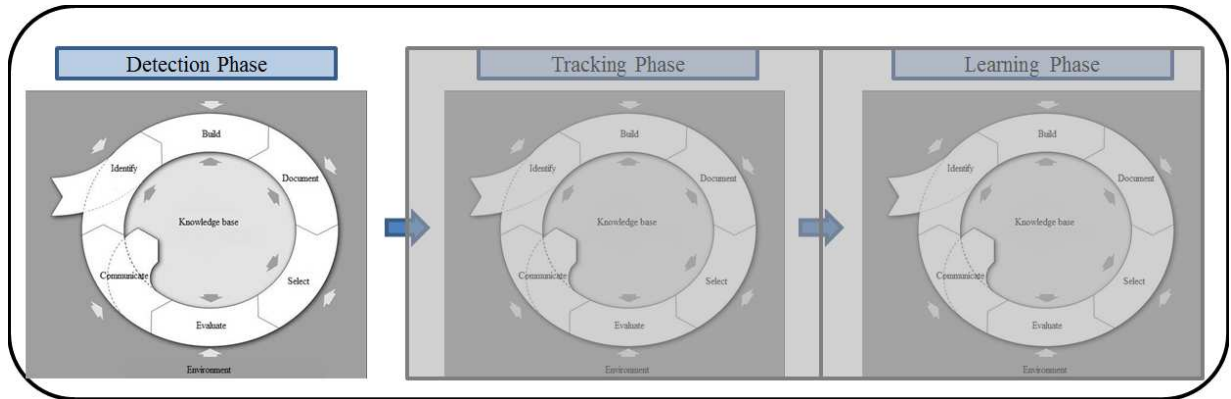 Detection Phase
Tracking Phase
Learning Phase
Build
Identify
Document
Knowledge base
Communicate
Select
Evaluate
Environment
Build
Identify
Document
Knowledge base
Communicate
Select
Evaluate
Environment
Build
Identify
Document
Knowledge base
Communicate
Select
Evaluate
Environment